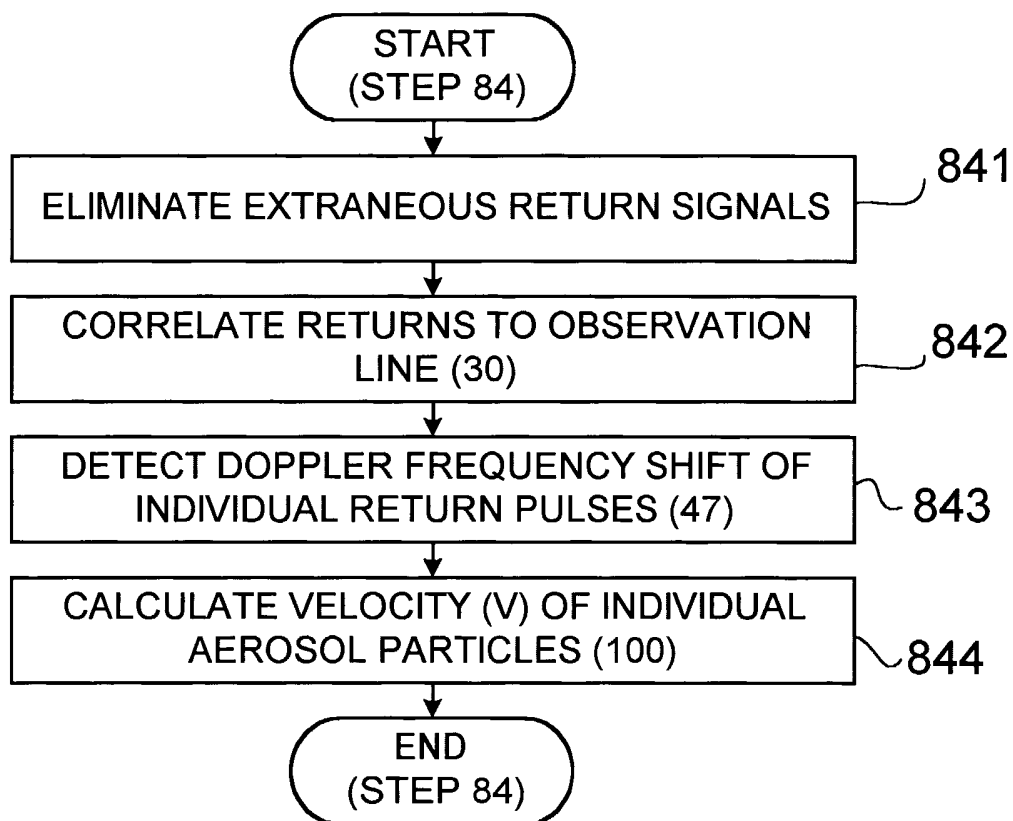 START
(STEP 84)
ELIMINATE EXTRANEOUS RETURN SIGNALS
841
CORRELATE RETURNS TO OBSERVATION
LINE (30)
842
DETECT DOPPLER FREQUENCY SHIFT OF
INDIVIDUAL RETURN PULSES (47)
843
CALCULATE VELOCITY (V) OF INDIVIDUAL
AEROSOL PARTICLES (100)
844
END
(STEP 84)